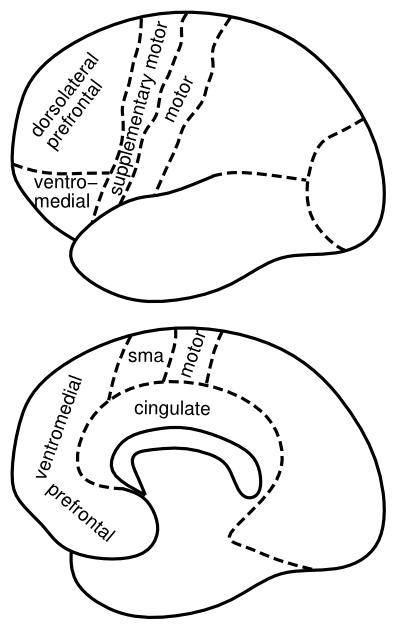 dorsolateral
prefrontal
supplementary motor
motor
ventro–
medial
sma
motor
cingulate
ventromedial
prefrontal